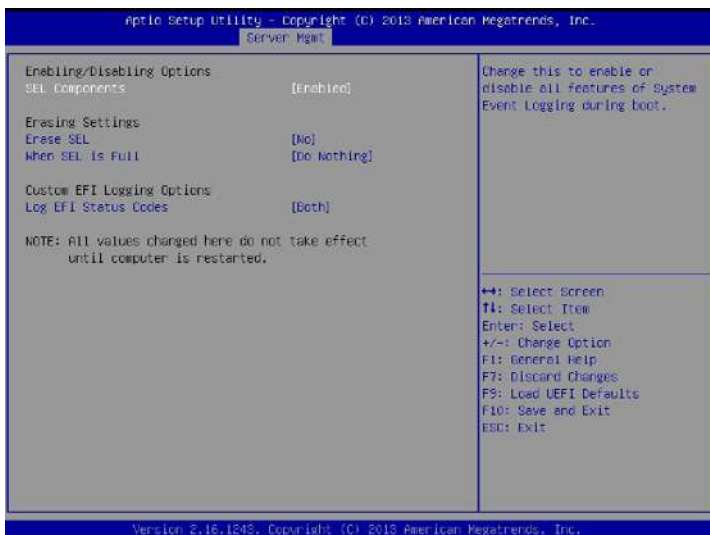 Aptio Setup Utility - Copyright (C) 2013 American Megatrends, Inc.
Server Mgmt
Enabling/Disabling Options
SEL Components [Enabled]
Erasing Settings
Erase SEL [No]
When SEL is Full [Do Nothing]
Custom EFI Logging Options
Log EFI Status Codes [Both]
NOTE: All values changed here do not take effect
until computer is restarted.
Change this to enable or
disable all features of System
Event Logging during boot.
↔: Select Screen
↑↓: Select Item
Enter: Select
+/-: Change Option
F1: General Help
F7: Discard Changes
F9: Load UEFI Defaults
F10: Save and Exit
ESC: Exit
Version 2.16.1243. Copyright (C) 2013 American Megatrends, Inc.